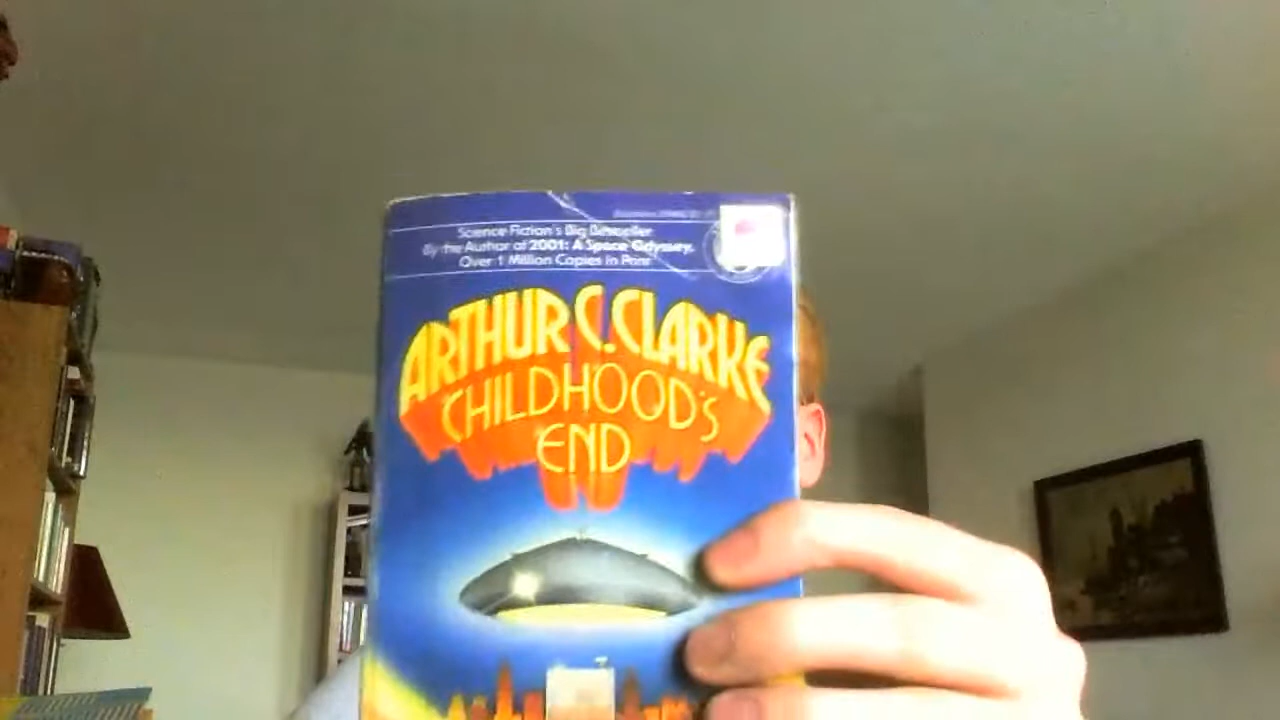 Science Fiction's Big Bestseller
By the Author of 2001: A Space Odyssey.
Over 1 Million Copies in Print
ARTHUR C. CLARKE
CHILDHOOD'S
END